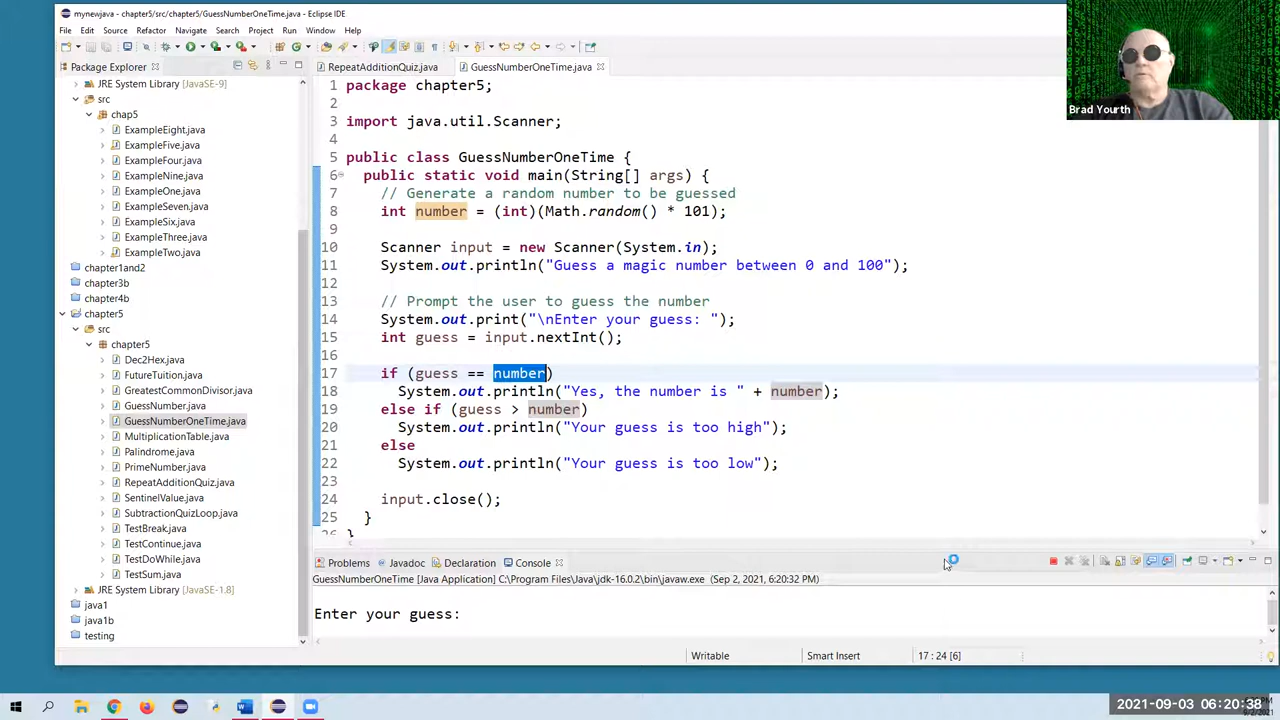 mynewjava - chapter5/src/chapter5/GuessNumberOneTime.java - Eclipse IDE
File Edit Source Refactor Navigate Search Project Run Window Help
Package Explorer
JRE System Library [JavaSE-9]
src
chap5
ExampleEight.java
ExampleFive.java
ExampleFour.java
ExampleNine.java
ExampleOne.java
ExampleSeven.java
ExampleSix.java
ExampleThree.java
ExampleTwo.java
chapter1and2
chapter3b
chapter4b
chapter5
src
chapter5
Dec2Hex.java
FutureTuition.java
GreatestCommonDivisor.java
GuessNumber.java
GuessNumberOneTime.java
MultiplicationTable.java
Palindrome.java
PrimeNumber.java
RepeatAdditionQuiz.java
SentinelValue.java
SubtractionQuizLoop.java
TestBreak.java
TestContinue.java
TestDoWhile.java
TestSum.java
JRE System Library [JavaSE-1.8]
java1
java1b
testing
RepeatAdditionQuiz.java GuessNumberOneTime.java
1 package chapter5;
2
3 import java.util.Scanner;
4
5 public class GuessNumberOneTime {
6 public static void main(String[] args) {
7 // Generate a random number to be guessed
8 int number = (int)(Math.random() * 101);
9
10 Scanner input = new Scanner(System.in);
11 System.out.println("Guess a magic number between 0 and 100");
12
13 // Prompt the user to guess the number
14 System.out.print("\nEnter your guess: ");
15 int guess = input.nextInt();
16
17 if (guess == number)
18 System.out.println("Yes, the number is " + number);
19 else if (guess > number)
20 System.out.println("Your guess is too high");
21 else
22 System.out.println("Your guess is too low");
23
24 input.close();
25 }
26 }
Problems Javadoc Declaration Console
GuessNumberOneTime [Java Application] C:\Program Files\Java\jdk-16.0.2\bin\javaw.exe (Sep 2, 2021, 6:20:32 PM)
Enter your guess:
Writable Smart Insert 17 : 24 [6]
Brad Yourth
2021-09-03 06:20:38
9/2/2021